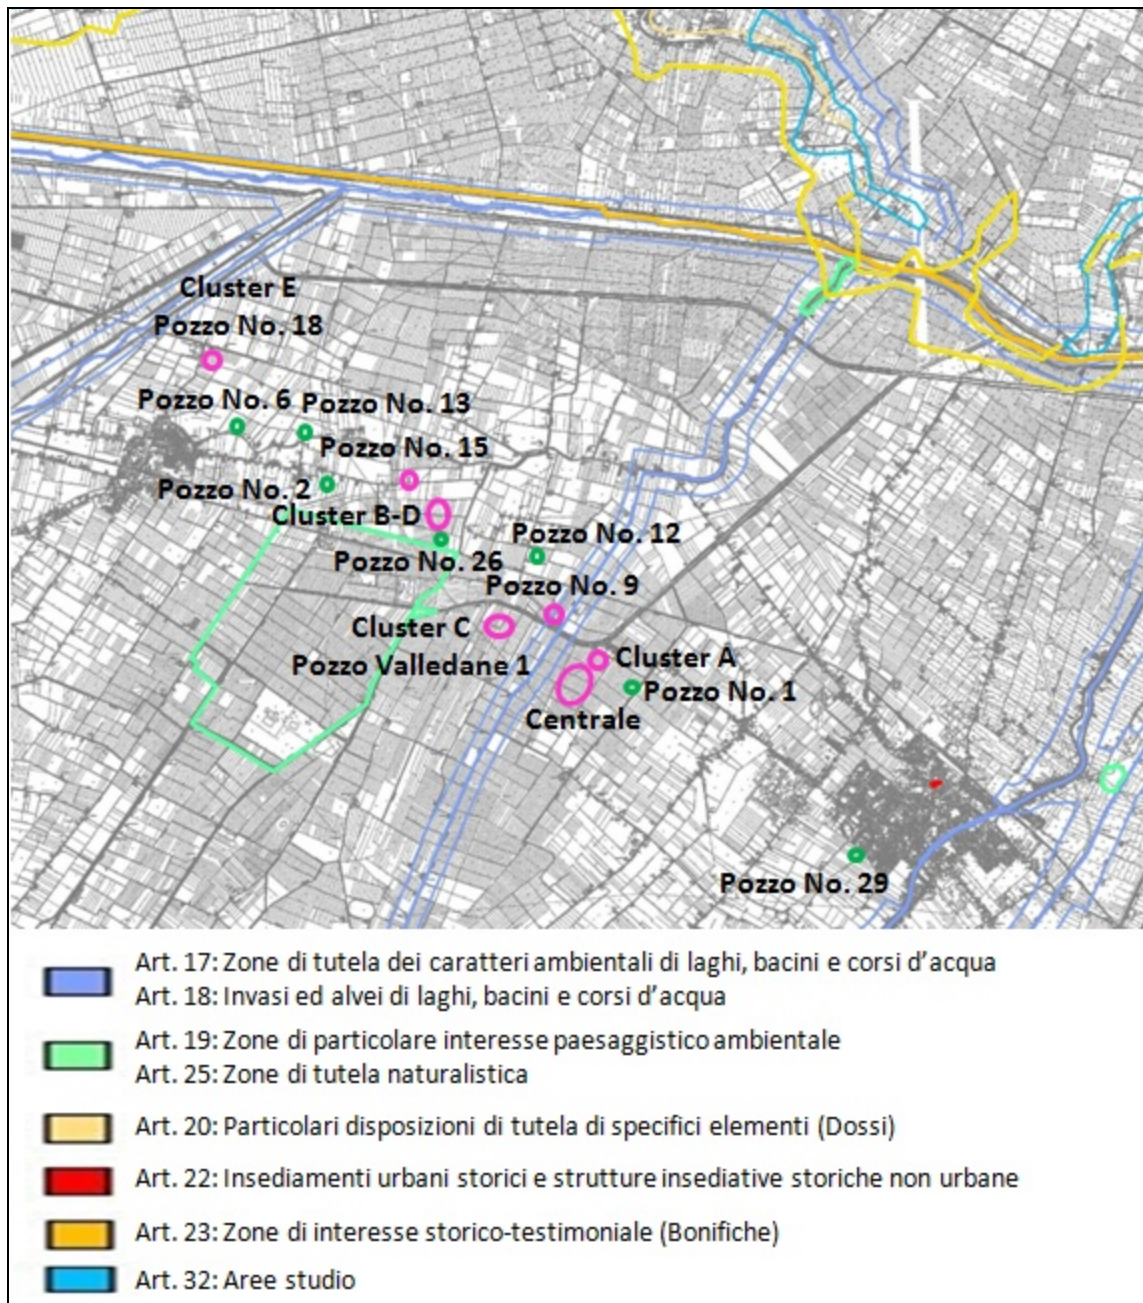 Cluster E
Pozzo No. 18
Pozzo No. 6
Pozzo No. 13
Pozzo No. 15
Pozzo No. 2
Cluster B-D
Pozzo No. 12
Pozzo No. 26
Pozzo No. 9
Cluster C
Pozzo Valledane 1
Cluster A
Pozzo No. 1
Centrale
Pozzo No. 29
Art. 17: Zone di tutela dei caratteri ambientali di laghi, bacini e corsi d'acqua
Art. 18: Invasi ed alvei di laghi, bacini e corsi d'acqua
Art. 19: Zone di particolare interesse paesaggistico ambientale
Art. 25: Zone di tutela naturalistica
Art. 20: Particolari disposizioni di tutela di specifici elementi (Dossi)
Art. 22: Insediamenti urbani storici e strutture insediative storiche non urbane
Art. 23: Zone di interesse storico-testimoniale (Bonifiche)
Art. 32: Aree studio